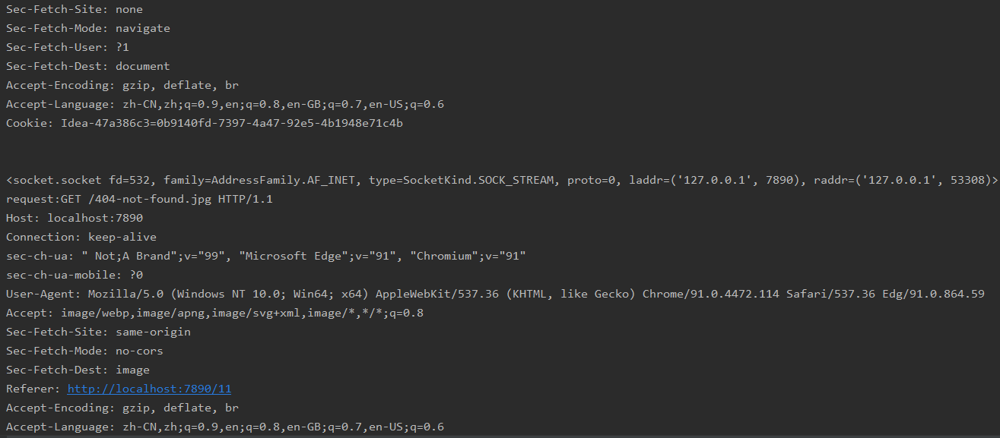 Sec-Fetch-Site: none
Sec-Fetch-Mode: navigate
Sec-Fetch-User: ?1
Sec-Fetch-Dest: document
Accept-Encoding: gzip, deflate, br
Accept-Language: zh-CN,zh;q=0.9,en;q=0.8,en-GB;q=0.7,en-US;q=0.6
Cookie: Idea-47a386c3=0b9140fd-7397-4a47-92e5-4b1948e71c4b
<socket.socket fd=532, family=AddressFamily.AF_INET, type=SocketKind.SOCK_STREAM, proto=0, laddr=('127.0.0.1', 7890), raddr=('127.0.0.1', 53308)>
request:GET /404-not-found.jpg HTTP/1.1
Host: localhost:7890
Connection: keep-alive
sec-ch-ua: " Not;A Brand";v="99", "Microsoft Edge";v="91", "Chromium";v="91"
sec-ch-ua-mobile: ?0
User-Agent: Mozilla/5.0 (Windows NT 10.0; Win64; x64) AppleWebKit/537.36 (KHTML, like Gecko) Chrome/91.0.4472.114 Safari/537.36 Edg/91.0.864.59
Accept: image/webp,image/apng,image/svg+xml,image/*,*/*;q=0.8
Sec-Fetch-Site: same-origin
Sec-Fetch-Mode: no-cors
Sec-Fetch-Dest: image
Referer: http://localhost:7890/11
Accept-Encoding: gzip, deflate, br
Accept-Language: zh-CN,zh;q=0.9,en;q=0.8,en-GB;q=0.7,en-US;q=0.6